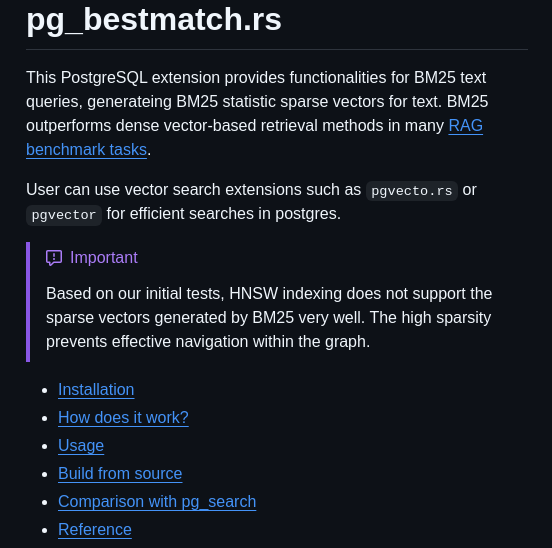 pg_bestmatch.rs
This PostgreSQL extension provides functionalities for BM25 text
queries, generateing BM25 statistic sparse vectors for text. BM25
outperforms dense vector-based retrieval methods in many RAG
benchmark tasks.
User can use vector search extensions such as pgvecto.rs or
pgvector for efficient searches in postgres.
Important
Based on our initial tests, HNSW indexing does not support the
sparse vectors generated by BM25 very well. The high sparsity
prevents effective navigation within the graph.
Installation
How does it work?
Usage
Build from source
Comparison with pg_search
Reference